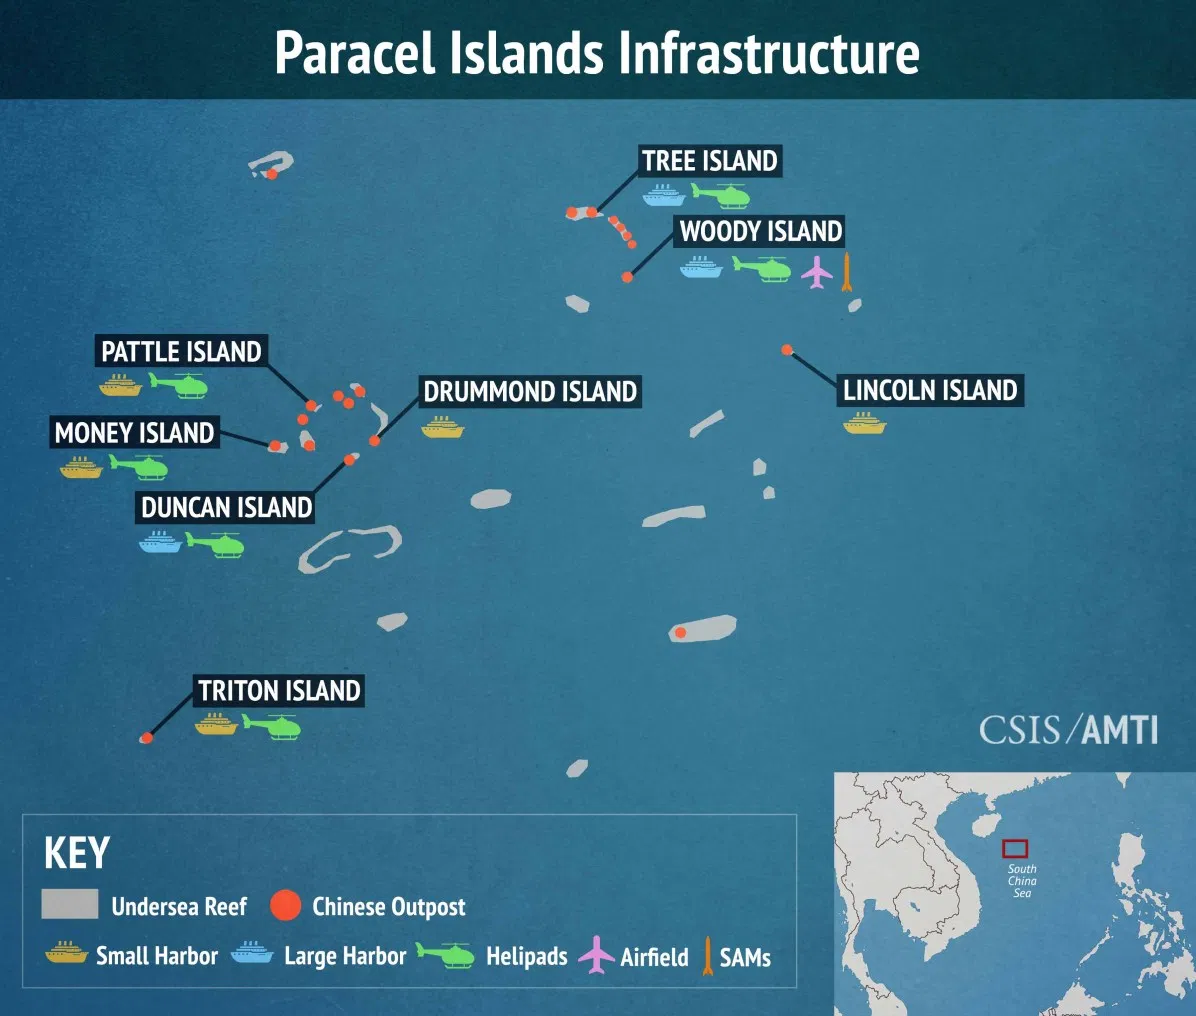 Paracel Islands Infrastructure
TREE ISLAND
WOODY ISLAND
PATTLE ISLAND
DRUMMOND ISLAND
LINCOLN ISLAND
MONEY ISLAND
DUNCAN ISLAND
TRITON ISLAND
CSIS/AMTI
KEY
Undersea Reef
Chinese Outpost
Small Harbor
Large Harbor
Helipads
Airfield
SAMs
South
China
Sea